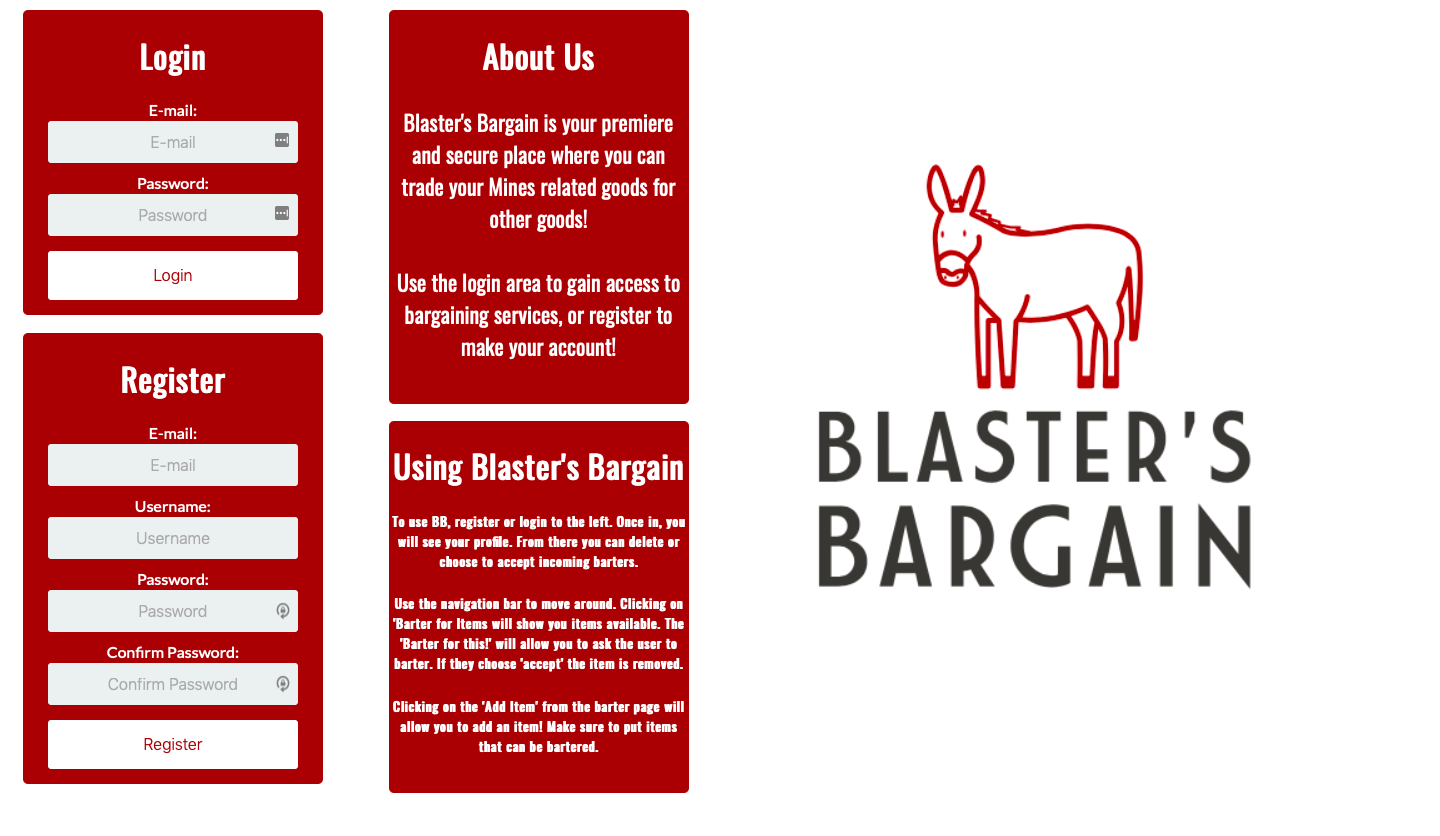 Login
E-mail:
E-mail
Password:
Password
Login
Register
E-mail:
E-mail
Username:
Username
Password:
Password
Confirm Password:
Confirm Password
Register
About Us
Blaster's Bargain is your premiere
and secure place where you can
trade your Mines related goods for
other goods!
Use the login area to gain access to
bargaining services, or register to
make your account!
Using Blaster's Bargain
To use BB, register or login to the left. Once in, you
will see your profile. From there you can delete or
choose to accept incoming barters.
Use the navigation bar to move around. Clicking on
'Barter for Items will show you items available. The
'Barter for this!' will allow you to ask the user to
barter. If they choose 'accept' the item is removed.
Clicking on the 'Add Item' from the barter page will
allow you to add an item! Make sure to put items
that can be bartered.
BLASTER'S
BARGAIN